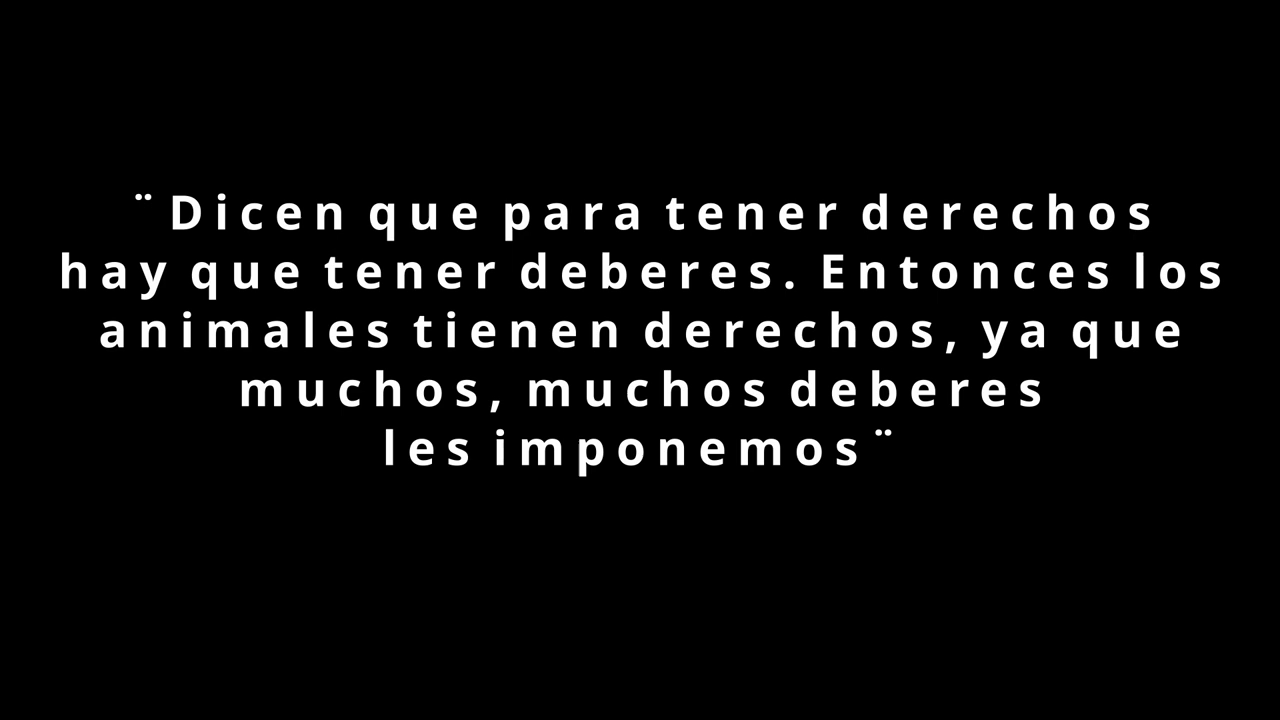 ¨Dicen que para tener derechos
hay que tener deberes. Entonces los
animales tienen derechos, ya que
muchos, muchos deberes
les imponemos¨